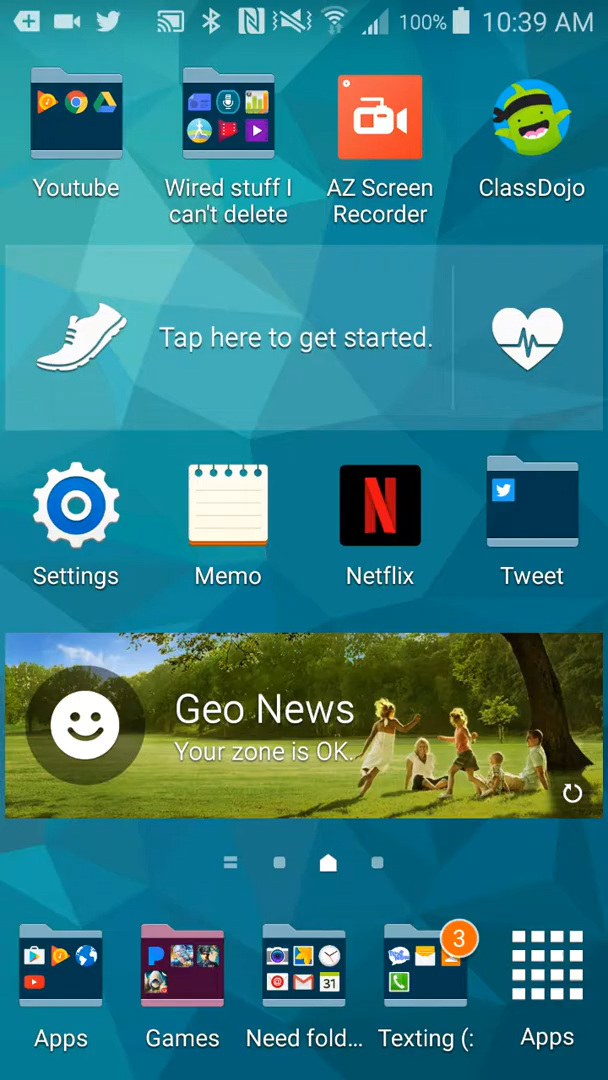 100% 10:39 AM
Youtube
Wired stuff I can't delete
AZ Screen Recorder
ClassDojo
Tap here to get started.
Settings
Memo
N
Netflix
Tweet
Geo News
Your zone is OK.
31
3
Apps
Games
Need fold...
Texting (:
Apps